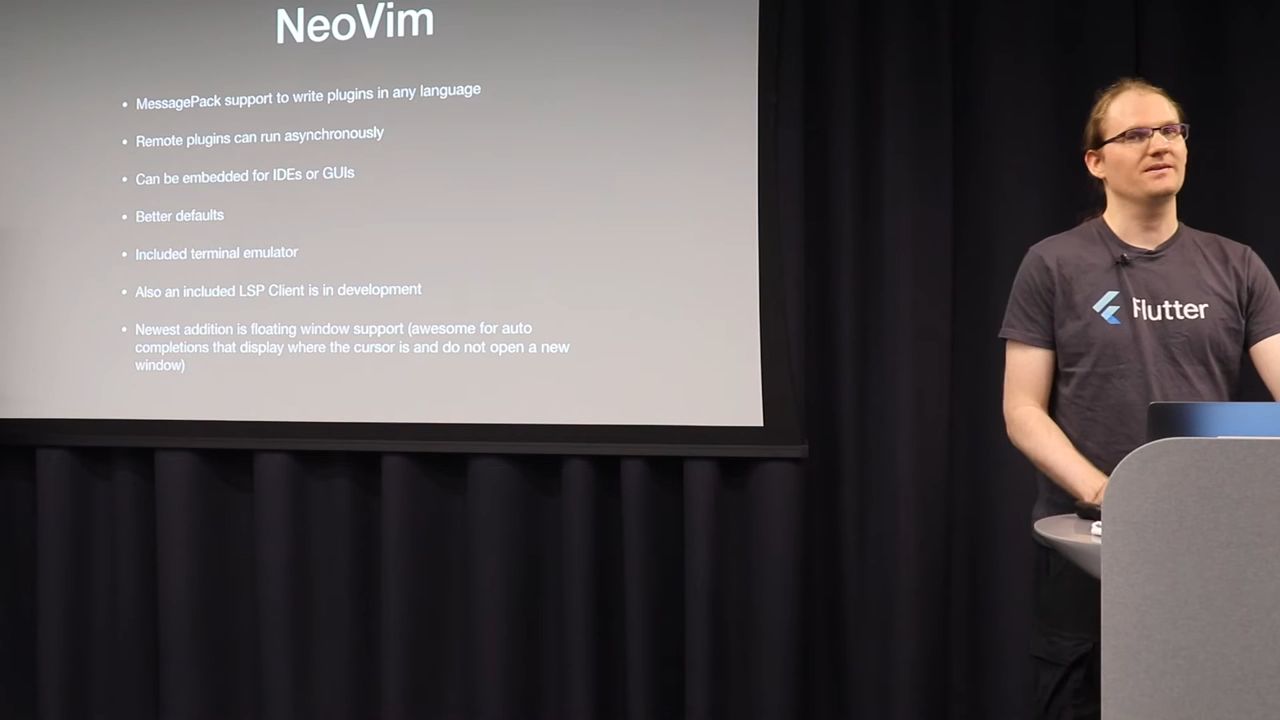 NeoVim
• MessagePack support to write plugins in any language
• Remote plugins can run asynchronously
• Can be embedded for IDEs or GUIs
• Better defaults
• Included terminal emulator
• Also an included LSP Client is in development
• Newest addition is floating window support (awesome for auto
completions that display where the cursor is and do not open a new
window)
Flutter